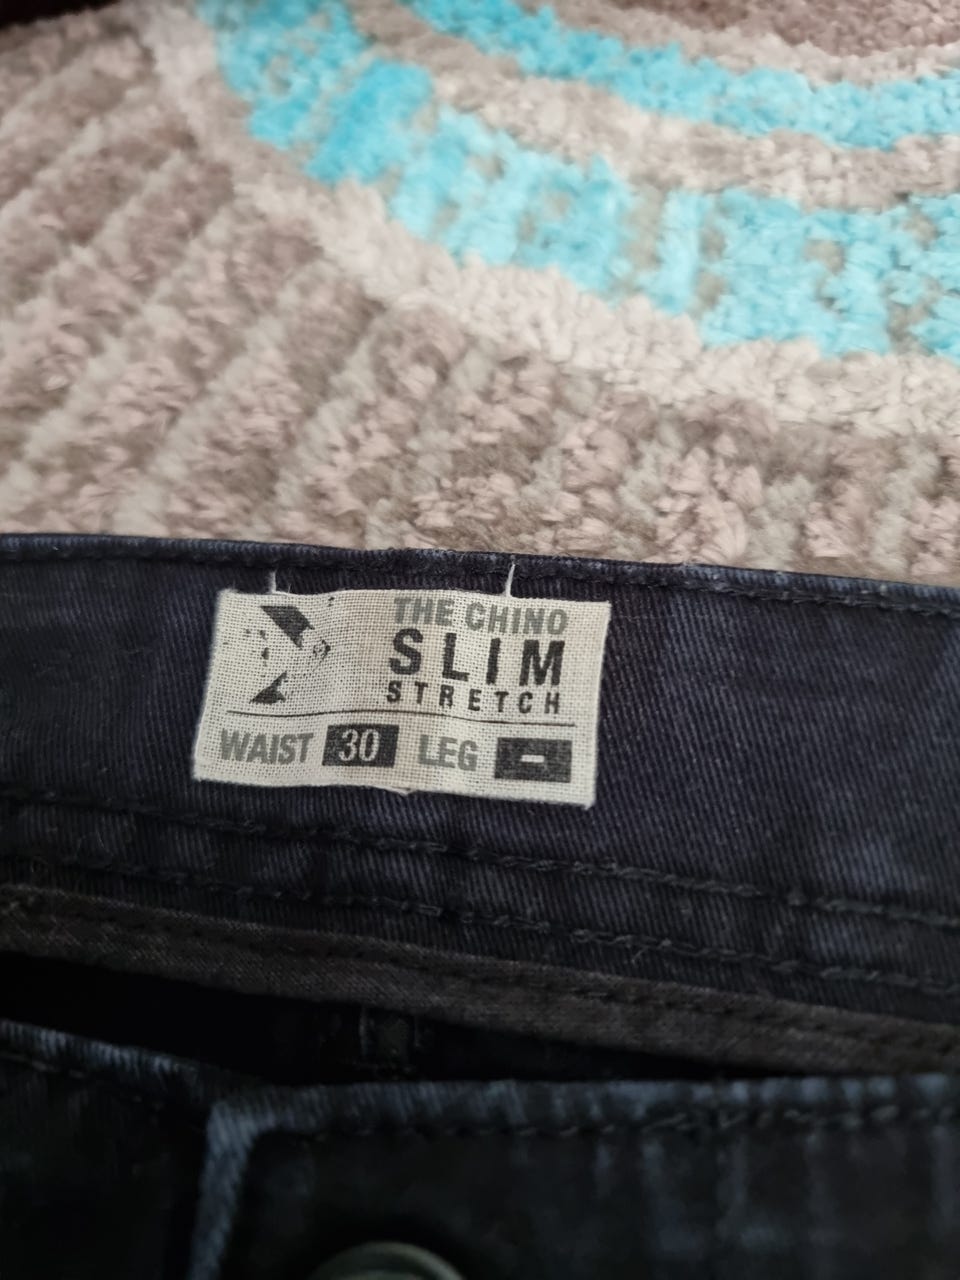 THE CHINO
SLIM
STRETCH
WAIST 30 LEG -